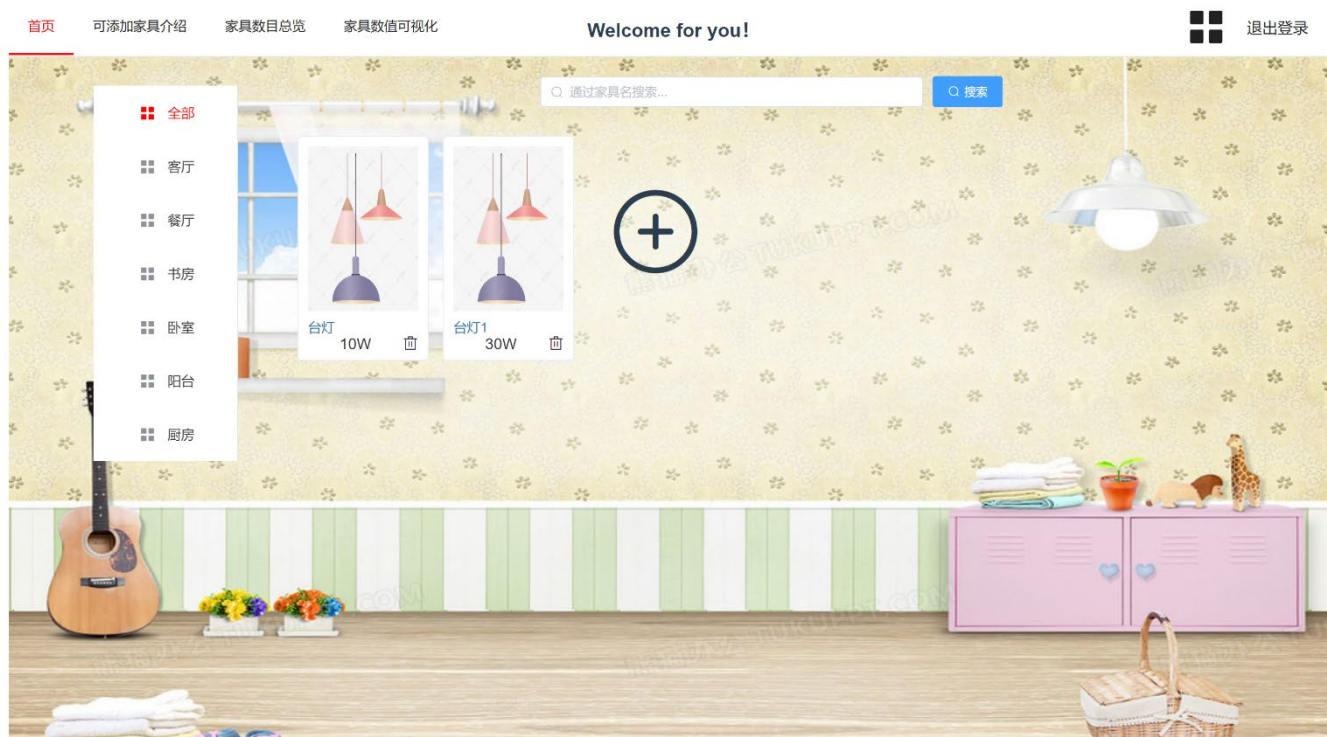 首页 可添加家具介绍 家具数目总览 家具数值可视化 Welcome for you! 退出登录
通过家具名搜索... 搜索
全部
客厅
餐厅
书房
卧室
阳台
厨房
台灯
10W
台灯1
30W